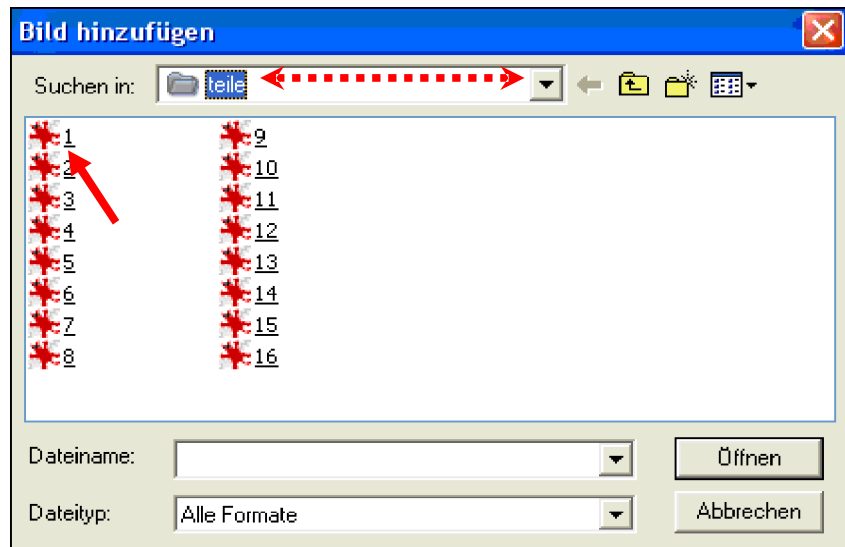 Bild hinzufügen
Suchen in: teile
1 9
2 10
3 11
4 12
5 13
6 14
7 15
8 16
Dateiname: Öffnen
Dateityp: Alle Formate Abbrechen